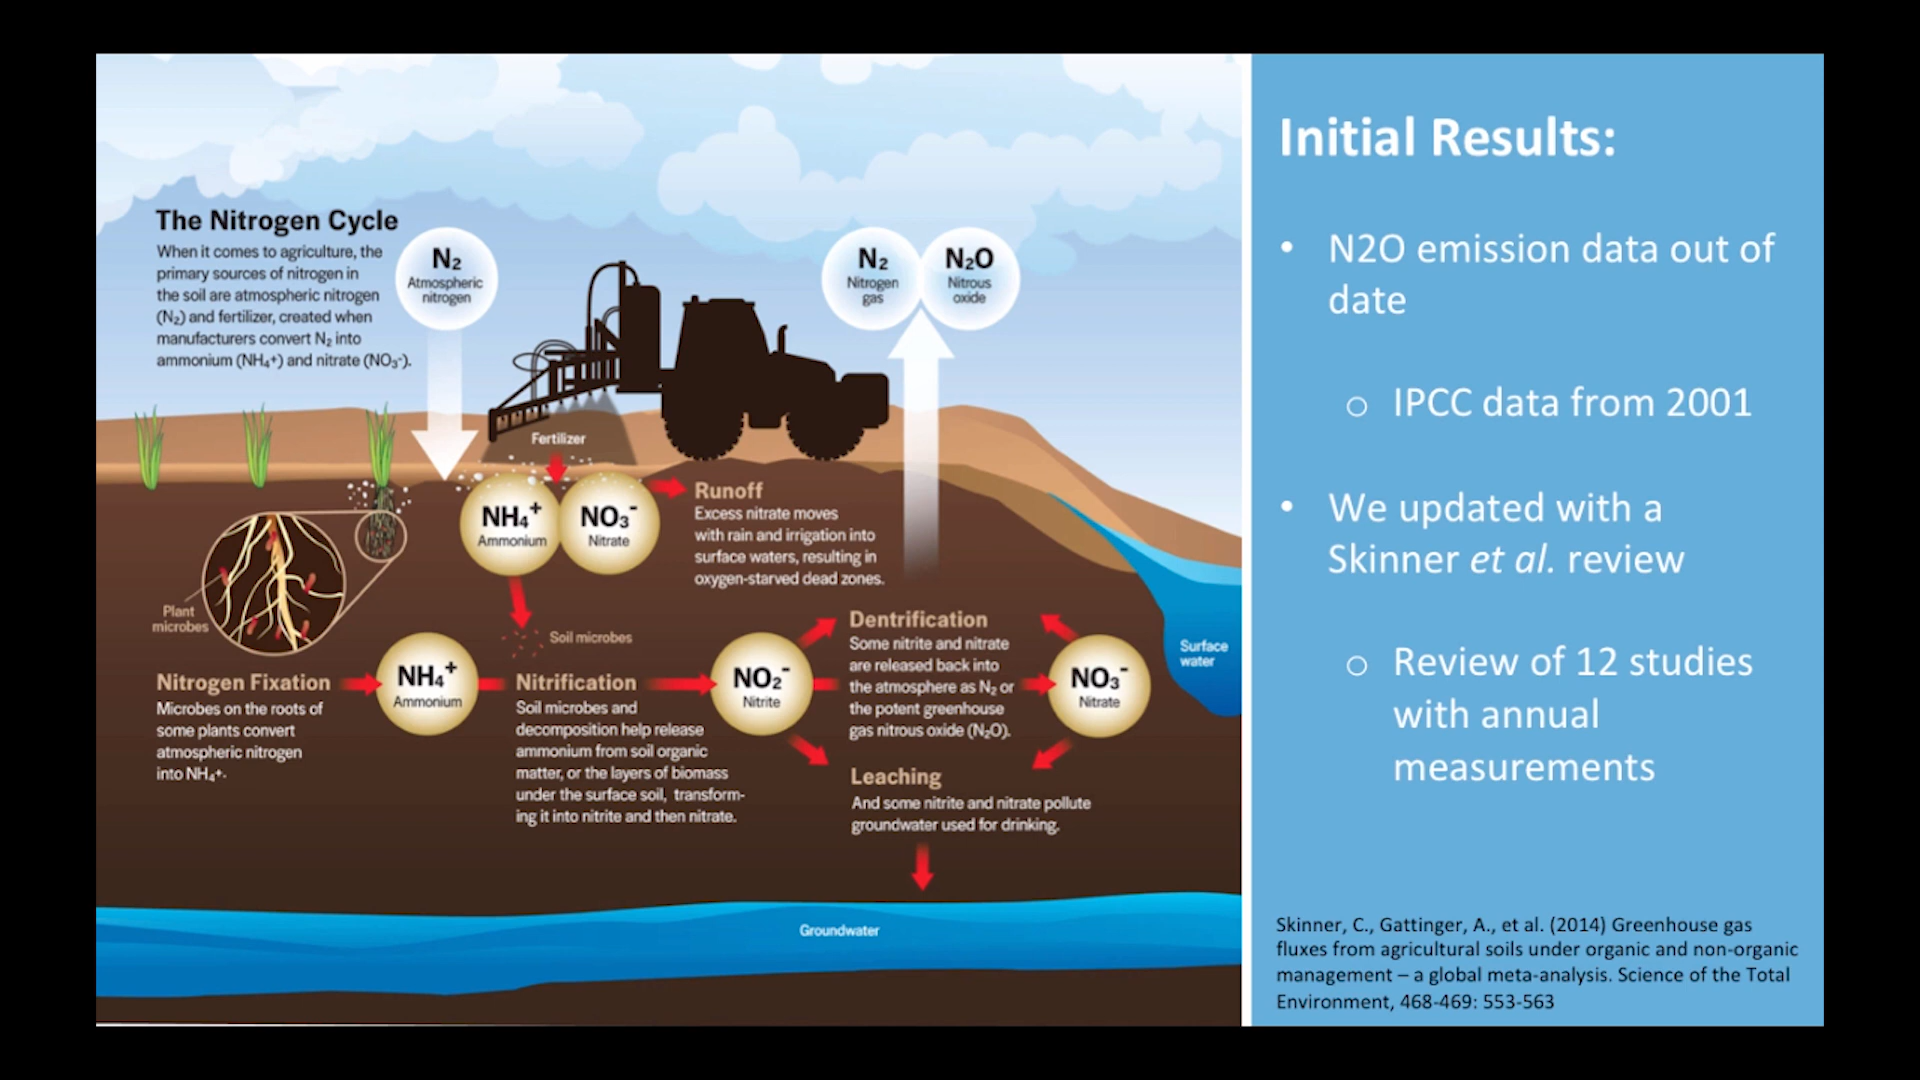 The Nitrogen Cycle
When it comes to agriculture, the
primary sources of nitrogen in
the soil are atmospheric nitrogen
(N₂) and fertilizer, created when
manufacturers convert N₂ into
ammonium (NH₄⁺) and nitrate (NO₃⁻).
N₂
Atmospheric
nitrogen
N₂
Nitrogen
gas
N₂O
Nitrous
oxide
Fertilizer
NH₄⁺
Ammonium
NO₃⁻
Nitrate
Runoff
Excess nitrate moves
with rain and irrigation into
surface waters, resulting in
oxygen-starved dead zones.
Plant
microbes
Soil microbes
Nitrogen Fixation
Microbes on the roots of
some plants convert
atmospheric nitrogen
into NH₄⁺.
NH₄⁺
Ammonium
Nitrification
Soil microbes and
decomposition help release
ammonium from soil organic
matter, or the layers of biomass
under the surface soil, transform-
ing it into nitrite and then nitrate.
NO₂⁻
Nitrite
Dentrification
Some nitrite and nitrate
are released back into
the atmosphere as N₂ or
the potent greenhouse
gas nitrous oxide (N₂O).
NO₃⁻
Nitrate
Surface
water
Leaching
And some nitrite and nitrate pollute
groundwater used for drinking.
Groundwater
Initial Results:
• N2O emission data out of
date
o IPCC data from 2001
• We updated with a
Skinner et al. review
o Review of 12 studies
with annual
measurements
Skinner, C., Gattinger, A., et al. (2014) Greenhouse gas
fluxes from agricultural soils under organic and non-organic
management – a global meta-analysis. Science of the Total
Environment, 468-469: 553-563